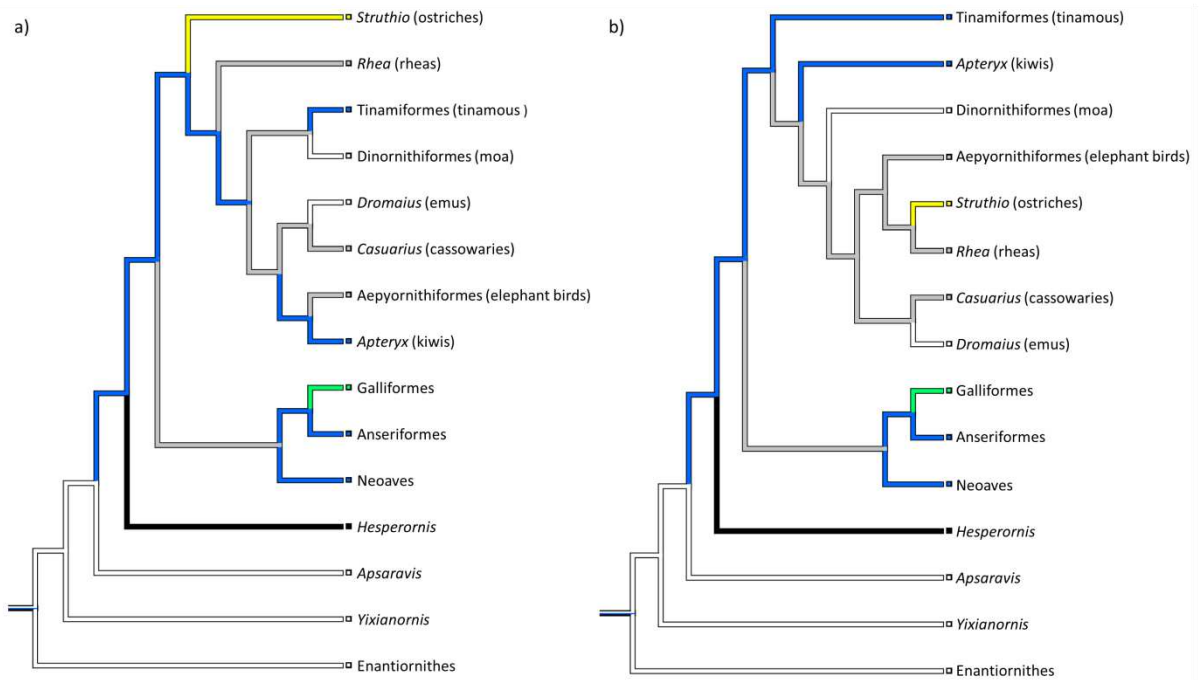 a)
Struthio (ostriches)
Rhea (rheas)
Tinamiformes (tinamous )
Dinornithiformes (moa)
Dromaius (emus)
Casuarius (cassowaries)
Aepyornithiformes (elephant birds)
Apteryx (kiwis)
Galliformes
Anseriformes
Neoaves
Hesperornis
Apsaravis
Yixianornis
Enantiornithes
b)
Tinamiformes (tinamous)
Apteryx (kiwis)
Dinornithiformes (moa)
Aepyornithiformes (elephant birds)
Struthio (ostriches)
Rhea (rheas)
Casuarius (cassowaries)
Dromaius (emus)
Galliformes
Anseriformes
Neoaves
Hesperornis
Apsaravis
Yixianornis
Enantiornithes